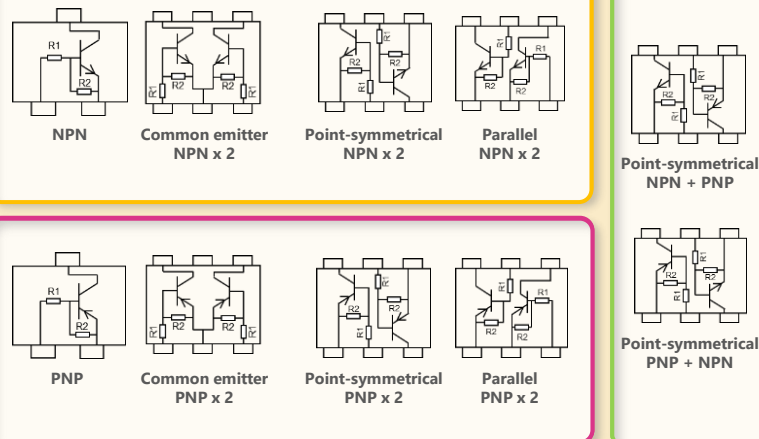 R1
R2
NPN
R1
R2
R2
R1
Common emitter
NPN x 2
R1
R2
R2
R1
Point-symmetrical
NPN x 2
R1
R1
R2
R2
Parallel
NPN x 2
R1
R2
R2
R1
Point-symmetrical
NPN + PNP
R1
R2
PNP
R1
R2
R2
R1
Common emitter
PNP x 2
R1
R2
R2
R1
Point-symmetrical
PNP x 2
R1
R1
R2
R2
Parallel
PNP x 2
R1
R2
R2
R1
Point-symmetrical
PNP + NPN